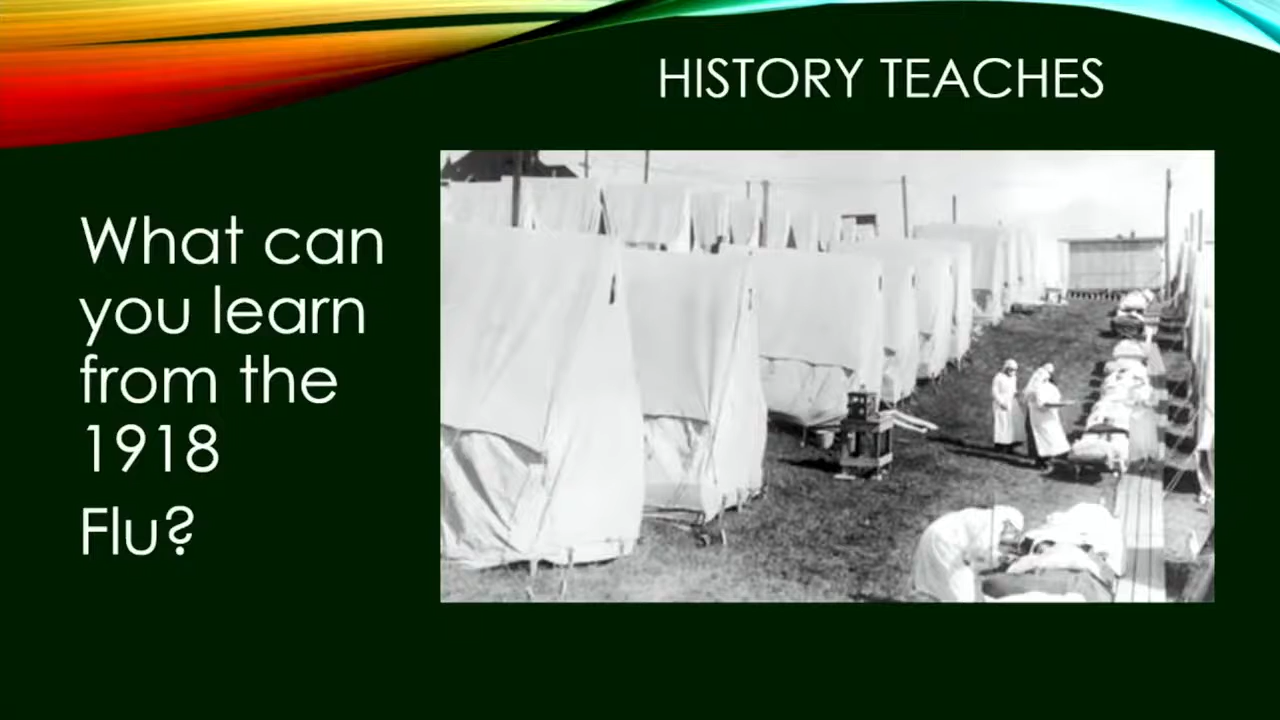 HISTORY TEACHES
What can
you learn
from the
1918
Flu?